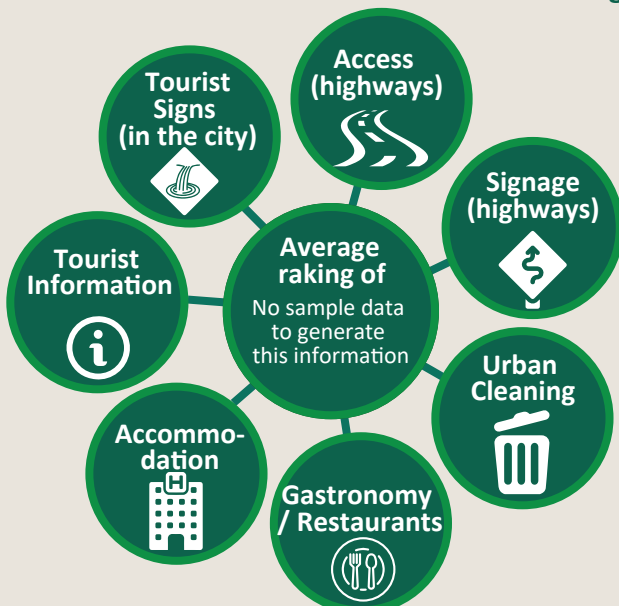 Access
(highways)
Tourist
Signs
(in the city)
Signage
(highways)
Average
raking of
No sample data
to generate
this information
Tourist
Information
Urban
Cleaning
Accommo-
dation
H
Gastronomy
/ Restaurants